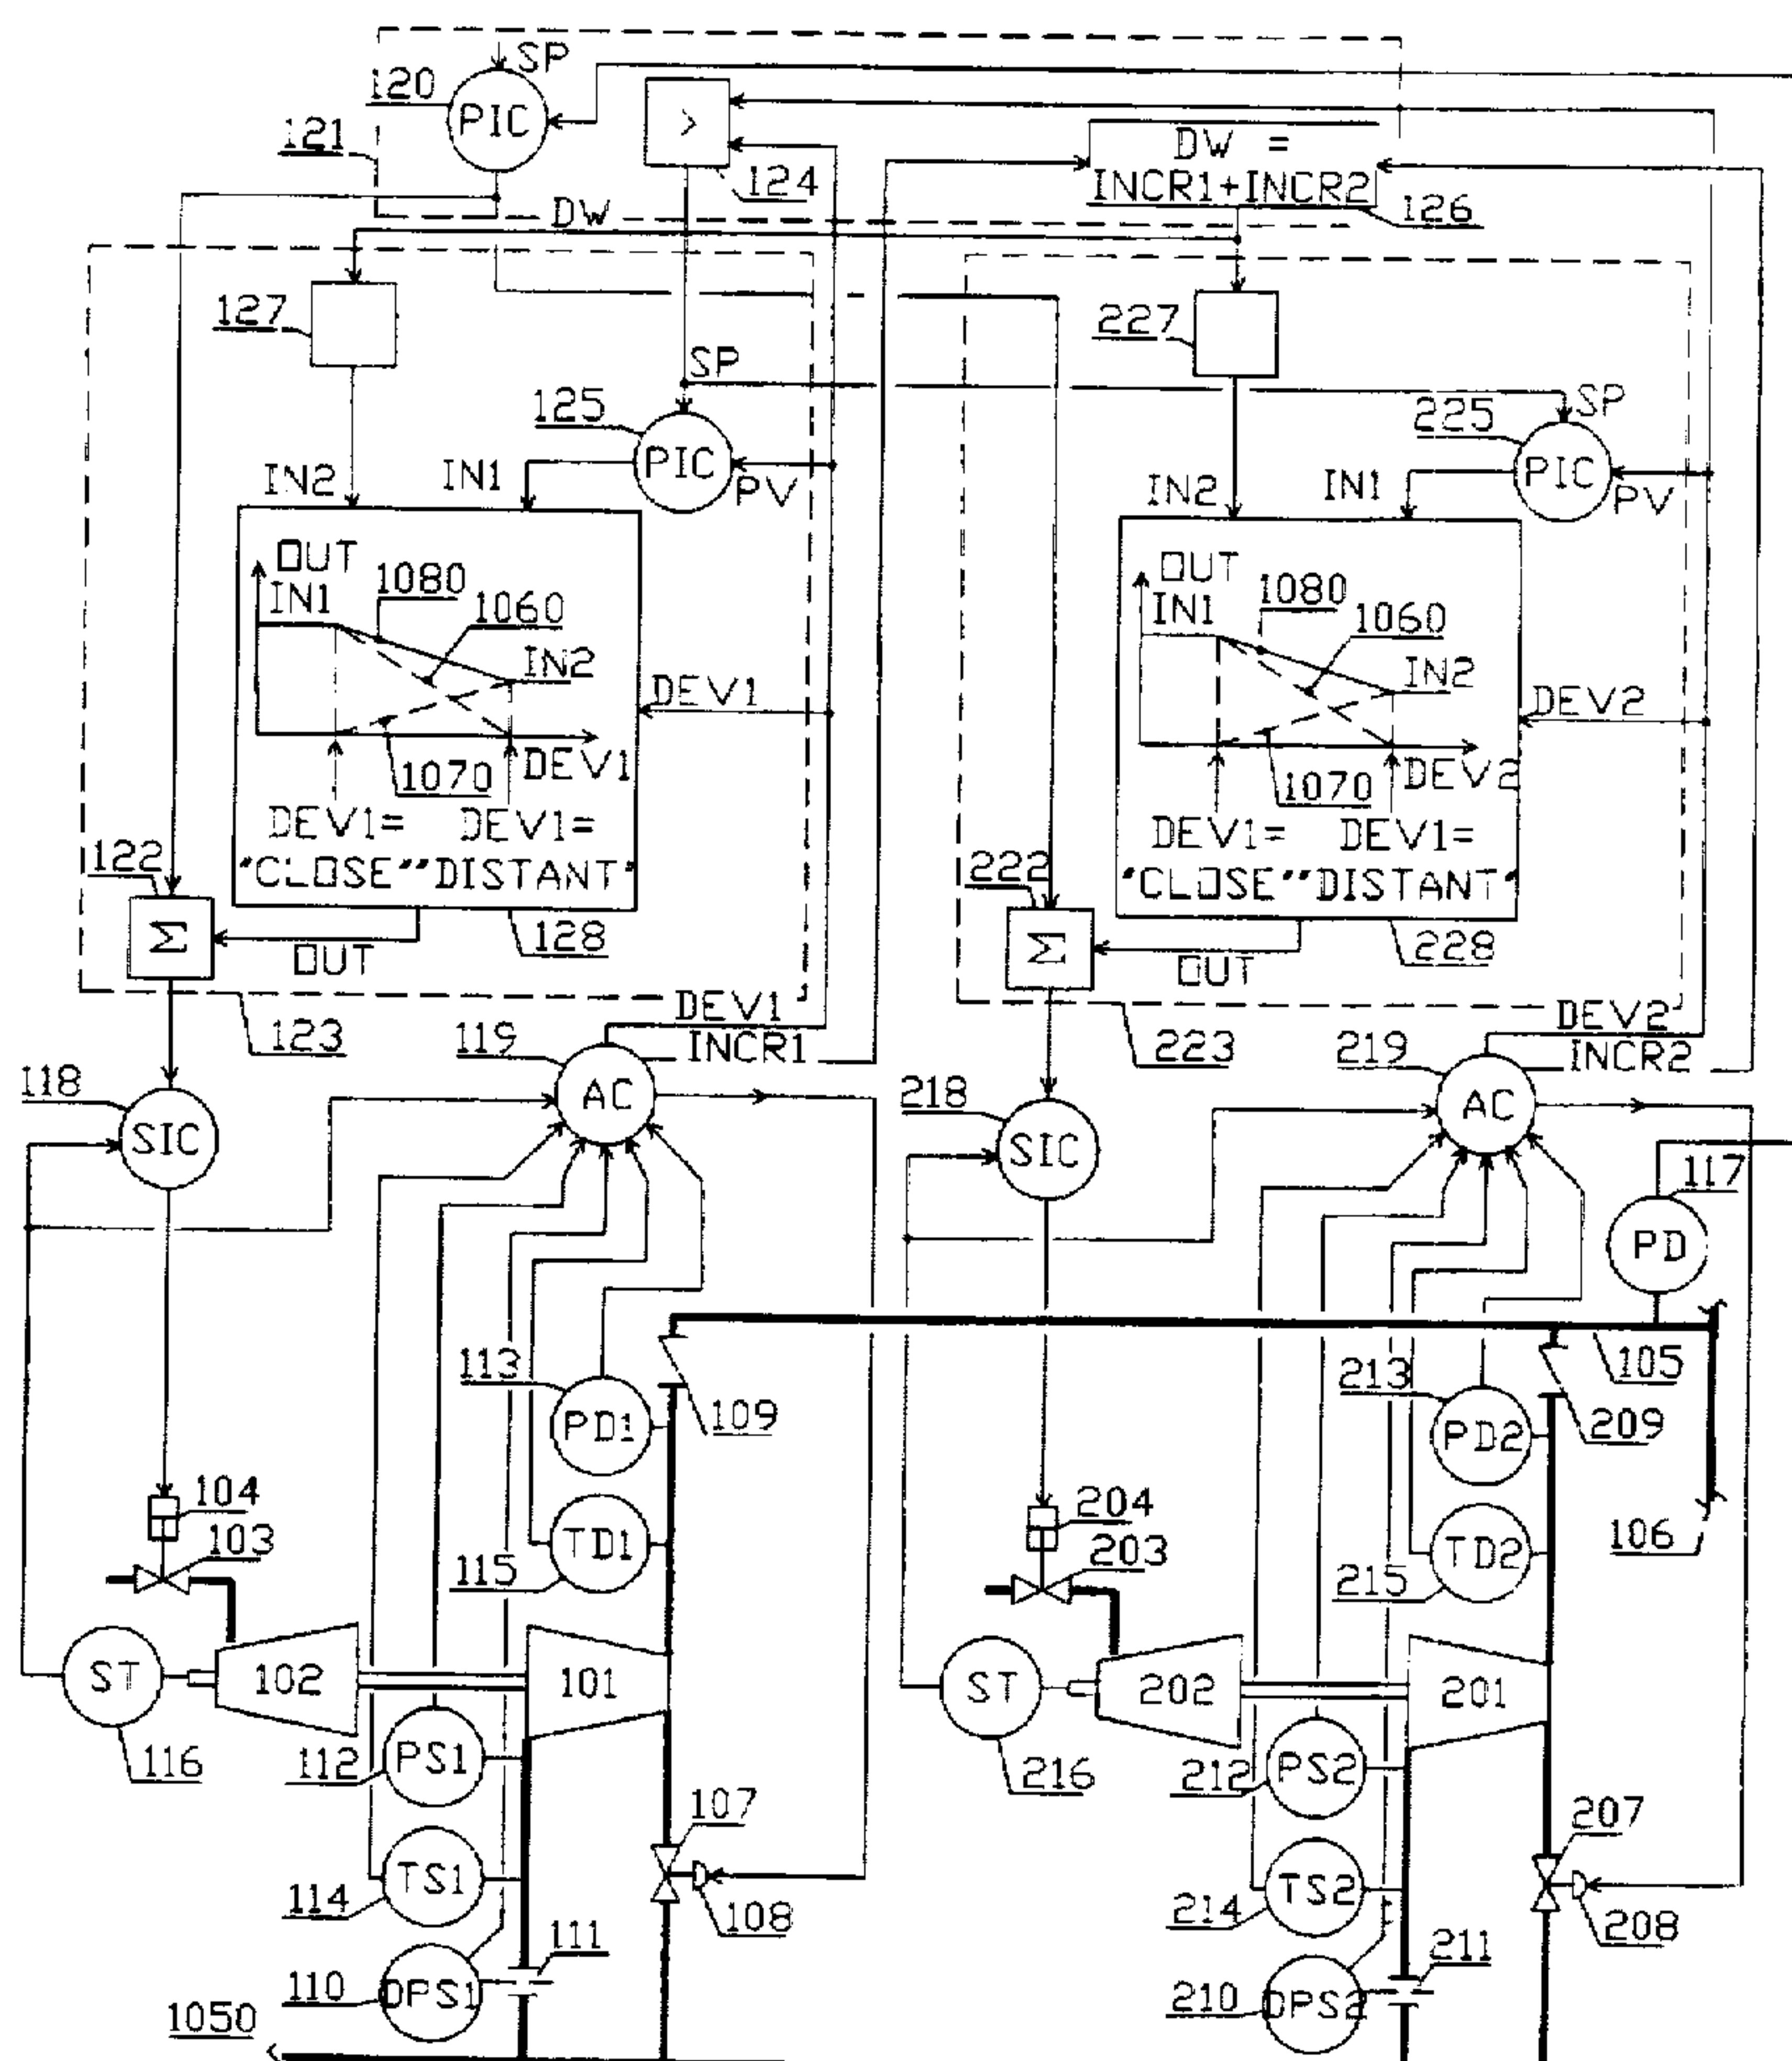 SP
120
PIC
>
121
124
DW =
INCR1+INCR2
126
DW
127
227
SP
125
PIC
PV
SP
225
PIC
PV
IN2
IN1
IN2
IN1
OUT
IN1
1080
1060
IN2
DEV1
DEV1
1070
DEV1= DEV1=
"CLOSE""DISTANT"
OUT
IN1
1080
1060
IN2
DEV2
DEV2
1070
DEV1= DEV1=
"CLOSE""DISTANT"
122
Σ
OUT
128
222
Σ
OUT
228
123
DEV1
INCR1
119
AC
223
DEV2
INCR2
219
AC
118
SIC
218
SIC
117
PD
113
PD1
109
105
213
PD2
209
104
103
TD1
115
204
203
TD2
215
106
ST
102
101
ST
202
201
116
112
PS1
107
216
212
PS2
207
TS1
114
108
TS2
214
208
111
110
DPS1
1050
211
210
DPS2